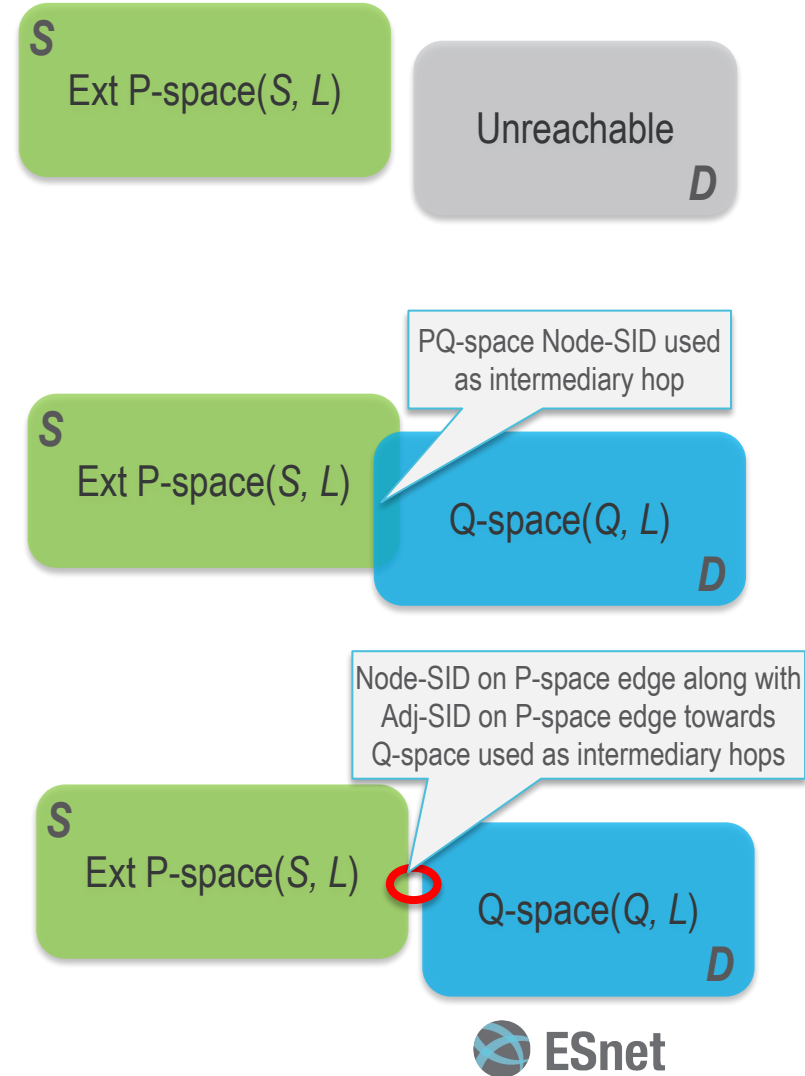 S
Ext P-space(S, L)
Unreachable
D
PQ-space Node-SID used
as intermediary hop
S
Ext P-space(S, L)
Q-space(Q, L)
D
Node-SID on P-space edge along with
Adj-SID on P-space edge towards
Q-space used as intermediary hops
S
Ext P-space(S, L)
Q-space(Q, L)
D
ESnet